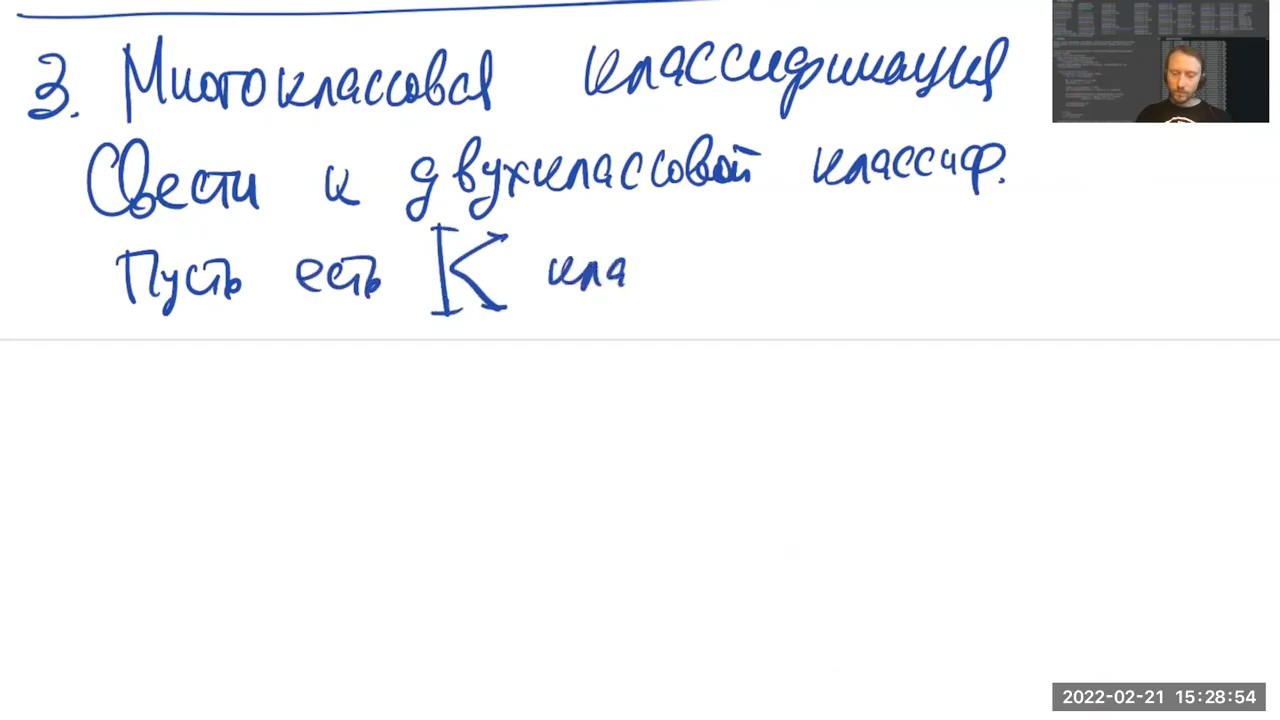 3. Многоклассовая классификация
Свести к двухклассовой классиф.
Пусть есть K кла
2022-02-21 15:28:54